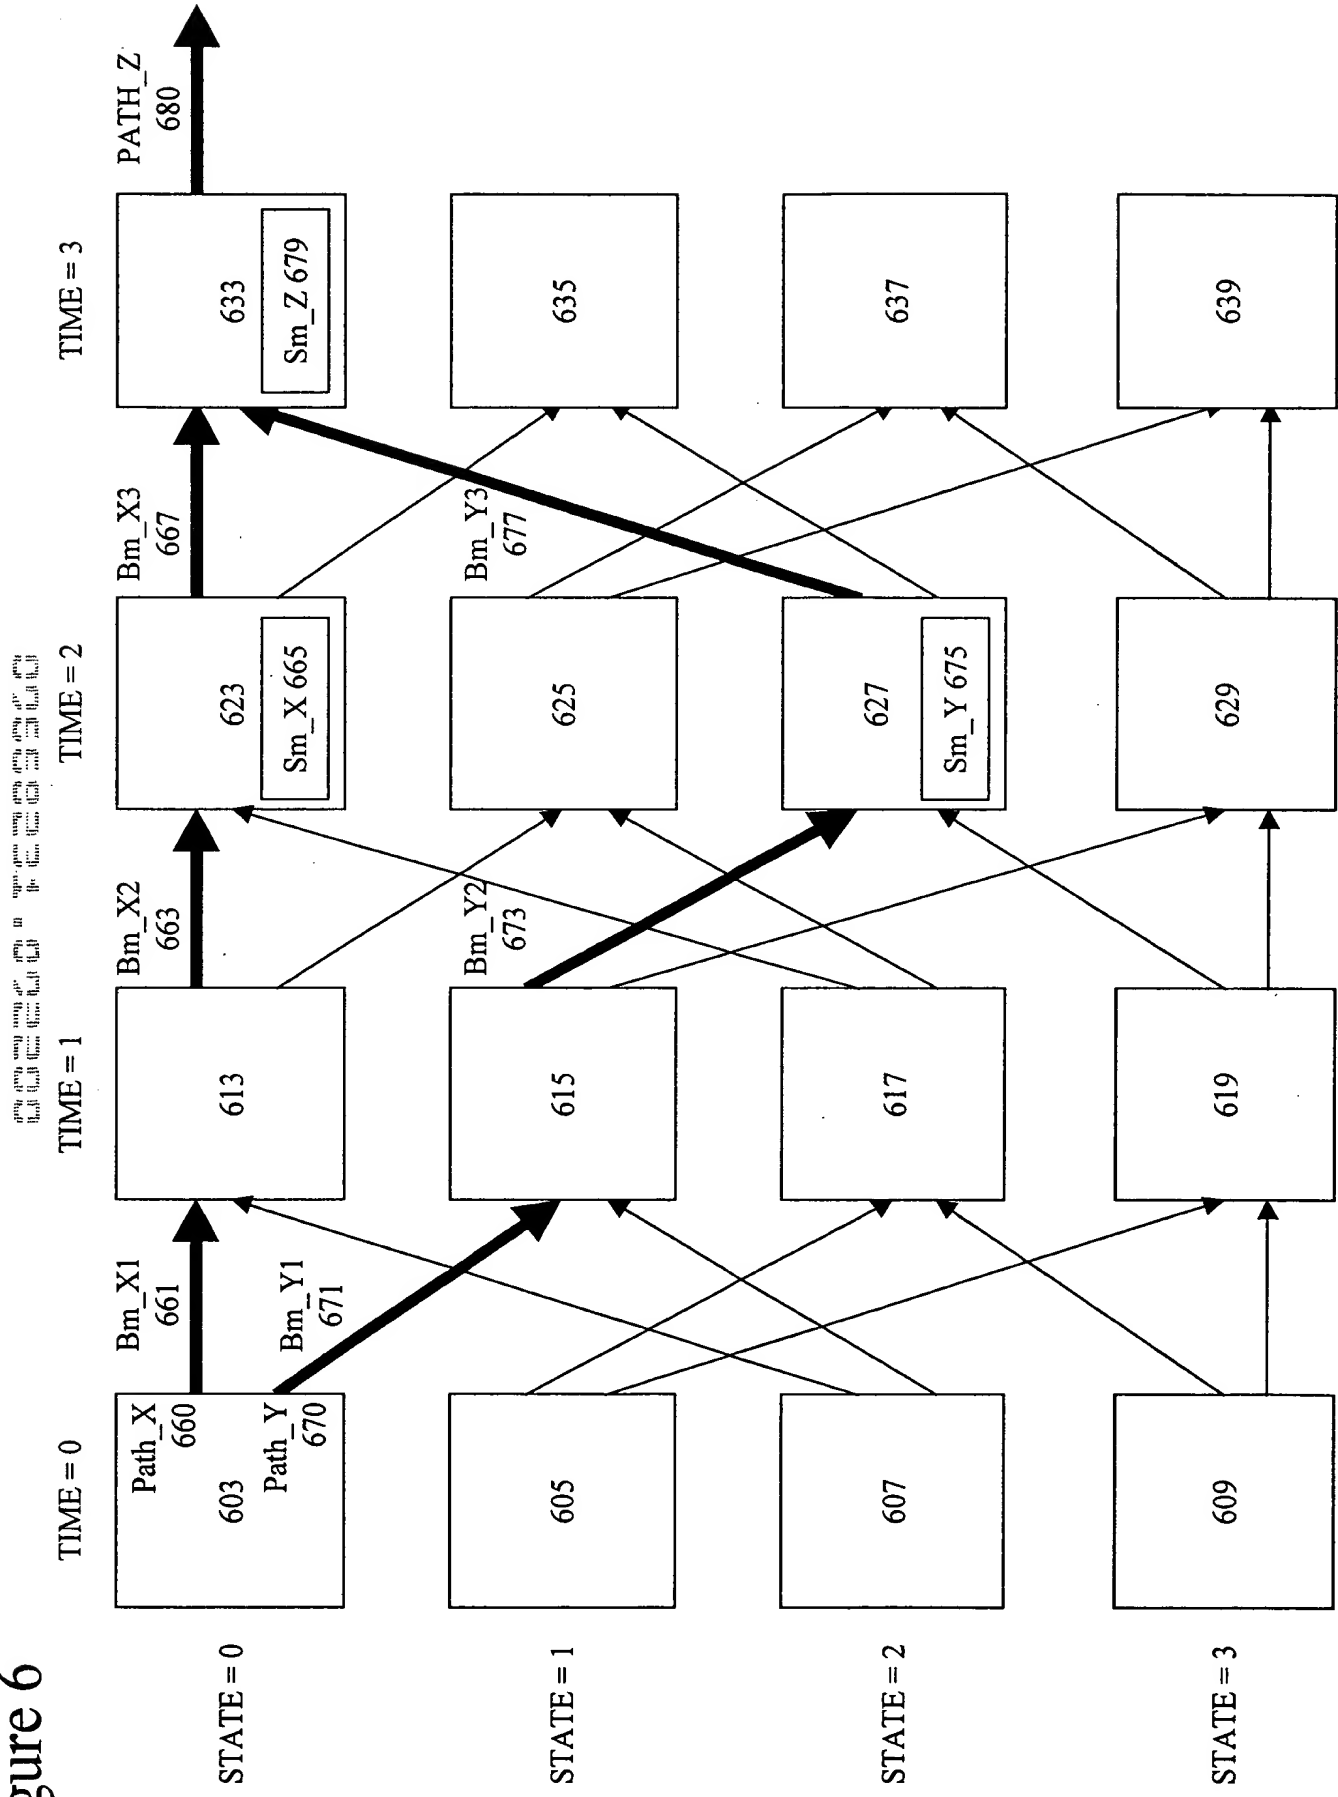 gure 6
TIME = 0
TIME = 1
TIME = 2
TIME = 3
STATE = 0
Path_X
660
603
Path_Y
670
Bm_X1
661
Bm_Y1
671
613
Bm_X2
663
623
Sm_X 665
Bm_X3
667
633
Sm_Z 679
PATH_Z
680
STATE = 1
605
615
Bm_Y2
673
625
Bm_Y3
677
635
STATE = 2
607
617
627
Sm_Y 675
637
STATE = 3
609
619
629
639